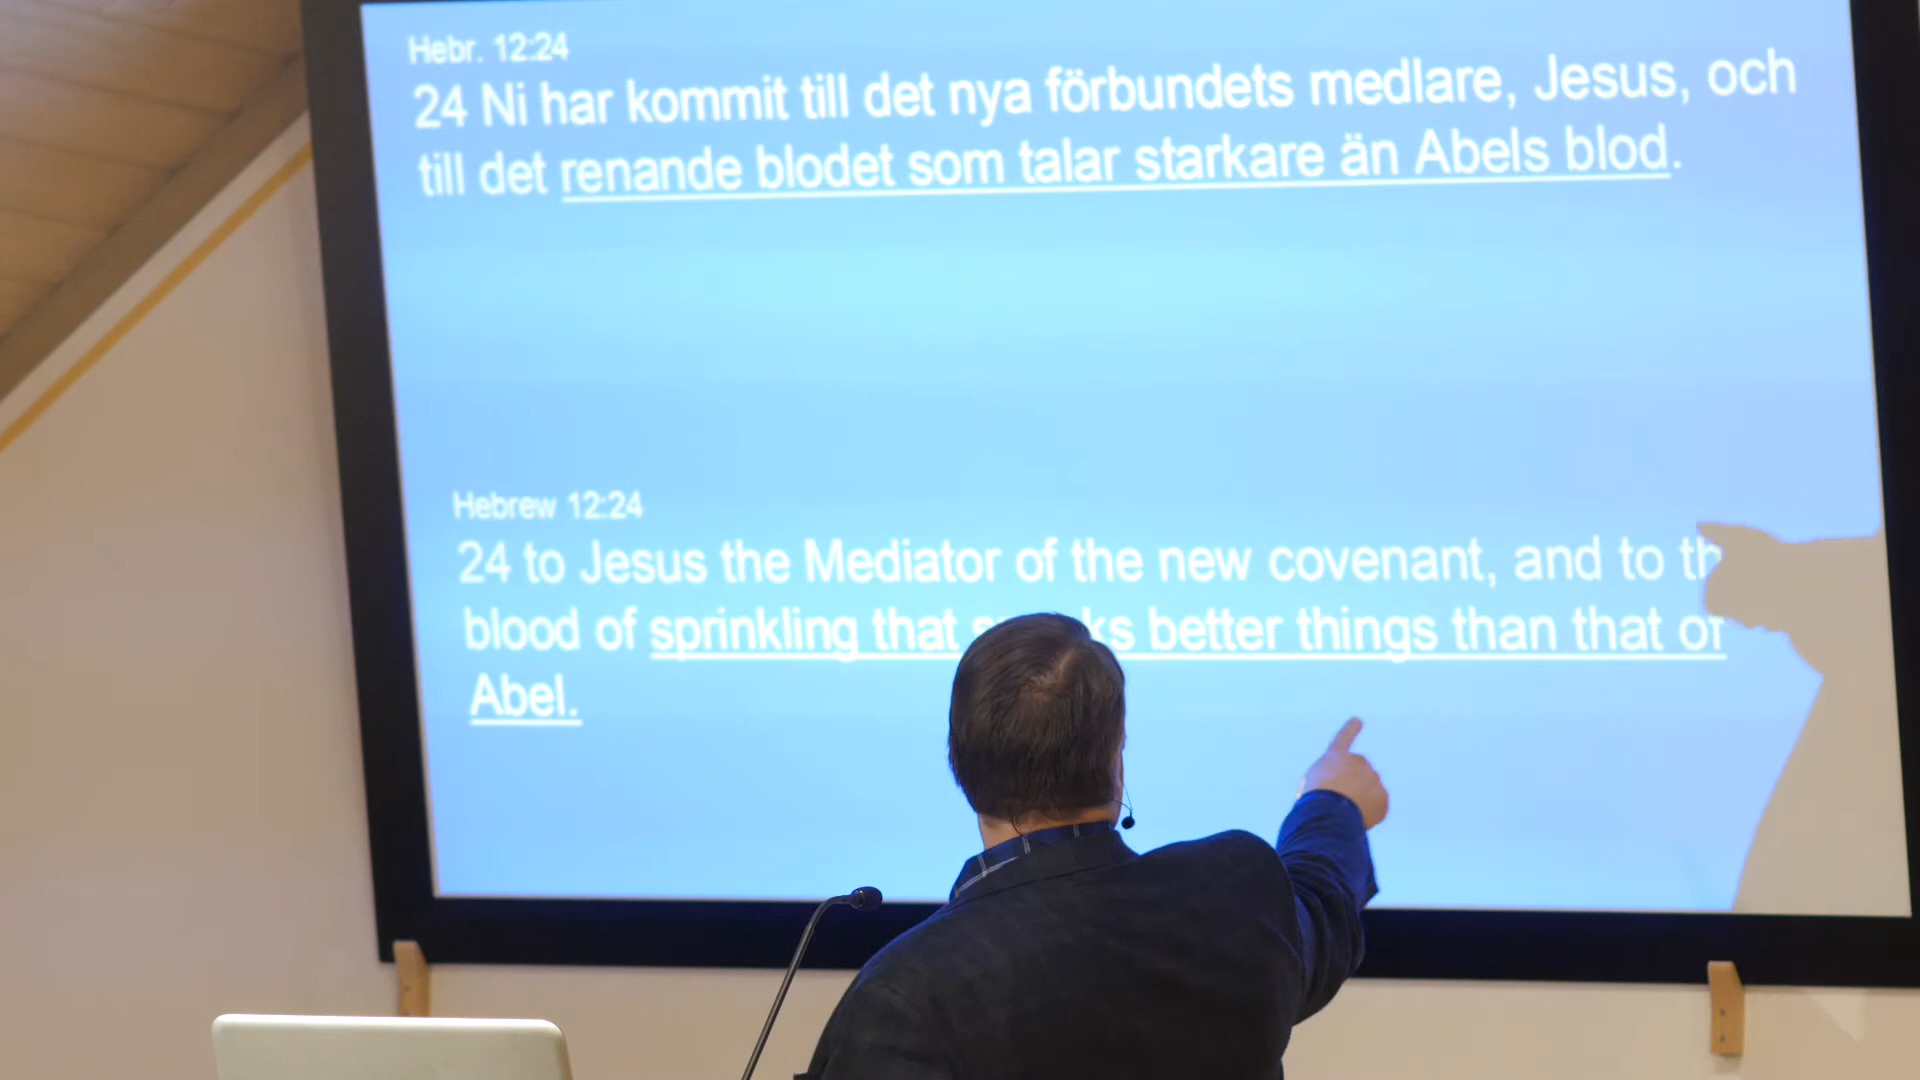 Hebr. 12:24
24 Ni har kommit till det nya förbundets medlare, Jesus, och
till det renande blodet som talar starkare än Abels blod.
Hebrew 12:24
24 to Jesus the Mediator of the new covenant, and to
blood of sprinkling that better things than that of
Abel.